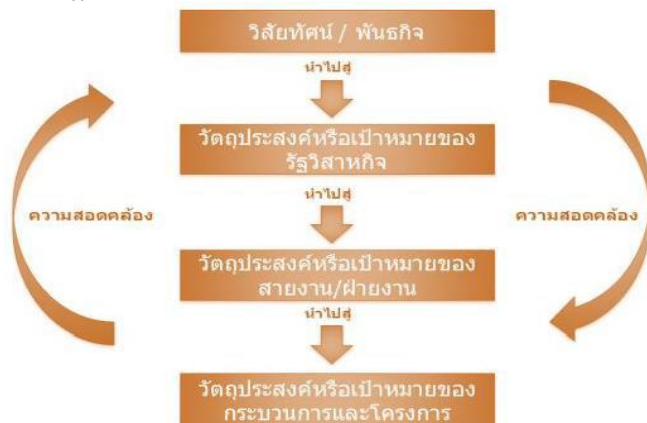 วิสัยทัศน์ / พันธกิจ
นำไปสู่
วัตถุประสงค์หรือเป้าหมายของ
รัฐวิสาหกิจ
นำไปสู่
ความสอดคล้อง
ความสอดคล้อง
วัตถุประสงค์หรือเป้าหมายของ
สายงาน/ฝ่ายงาน
นำไปสู่
วัตถุประสงค์หรือเป้าหมายของ
กระบวนการและโครงการ